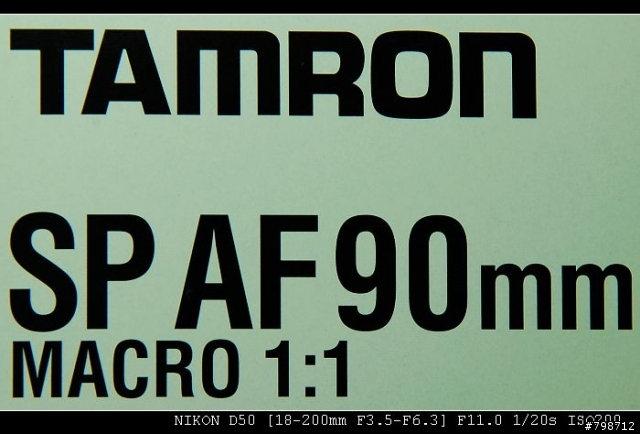 TAMRON
SP AF 90mm
MACRO 1:1
NIKON D50 [18-200mm F3.5-F6.3] F11.0 1/20s ISO200
#798712